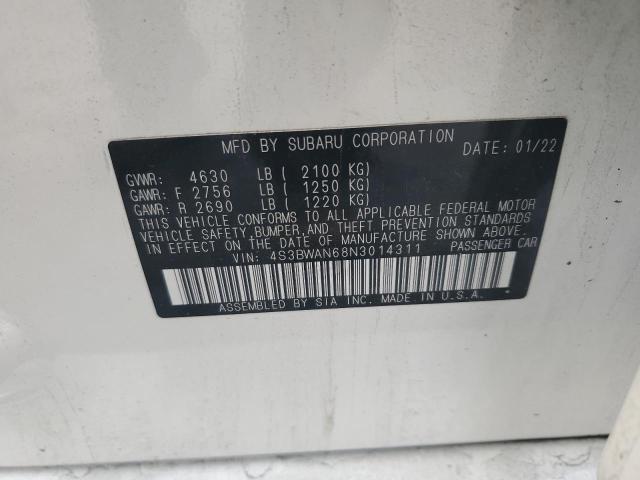 MFD BY SUBARU CORPORATION DATE: 01/22
GVWR: 4630 LB ( 2100 KG)
GAWR: F 2756 LB ( 1250 KG)
GAWR: R 2690 LB ( 1220 KG)
THIS VEHICLE CONFORMS TO ALL APPLICABLE FEDERAL MOTOR
VEHICLE SAFETY, BUMPER, AND THEFT PREVENTION STANDARDS
IN EFFECT ON THE DATE OF MANUFACTURE SHOWN ABOVE.
VIN: 4S3BWAN68N3014311 PASSENGER CAR
ASSEMBLED BY SIA INC. MADE IN U.S.A.